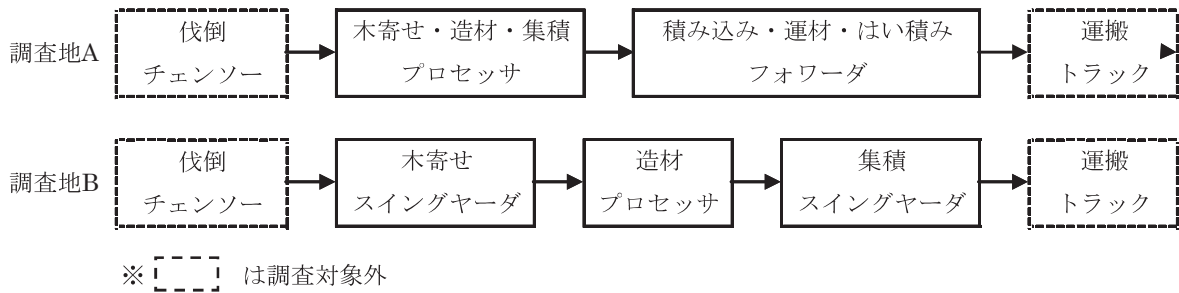 調査地A
伐倒
チェンソー
木寄せ・造材・集積
プロセッサ
積み込み・運材・はい積み
フォワーダ
運搬
トラック
調査地B
伐倒
チェンソー
木寄せ
スイングヤーダ
造材
プロセッサ
集積
スイングヤーダ
運搬
トラック
※ は調査対象外